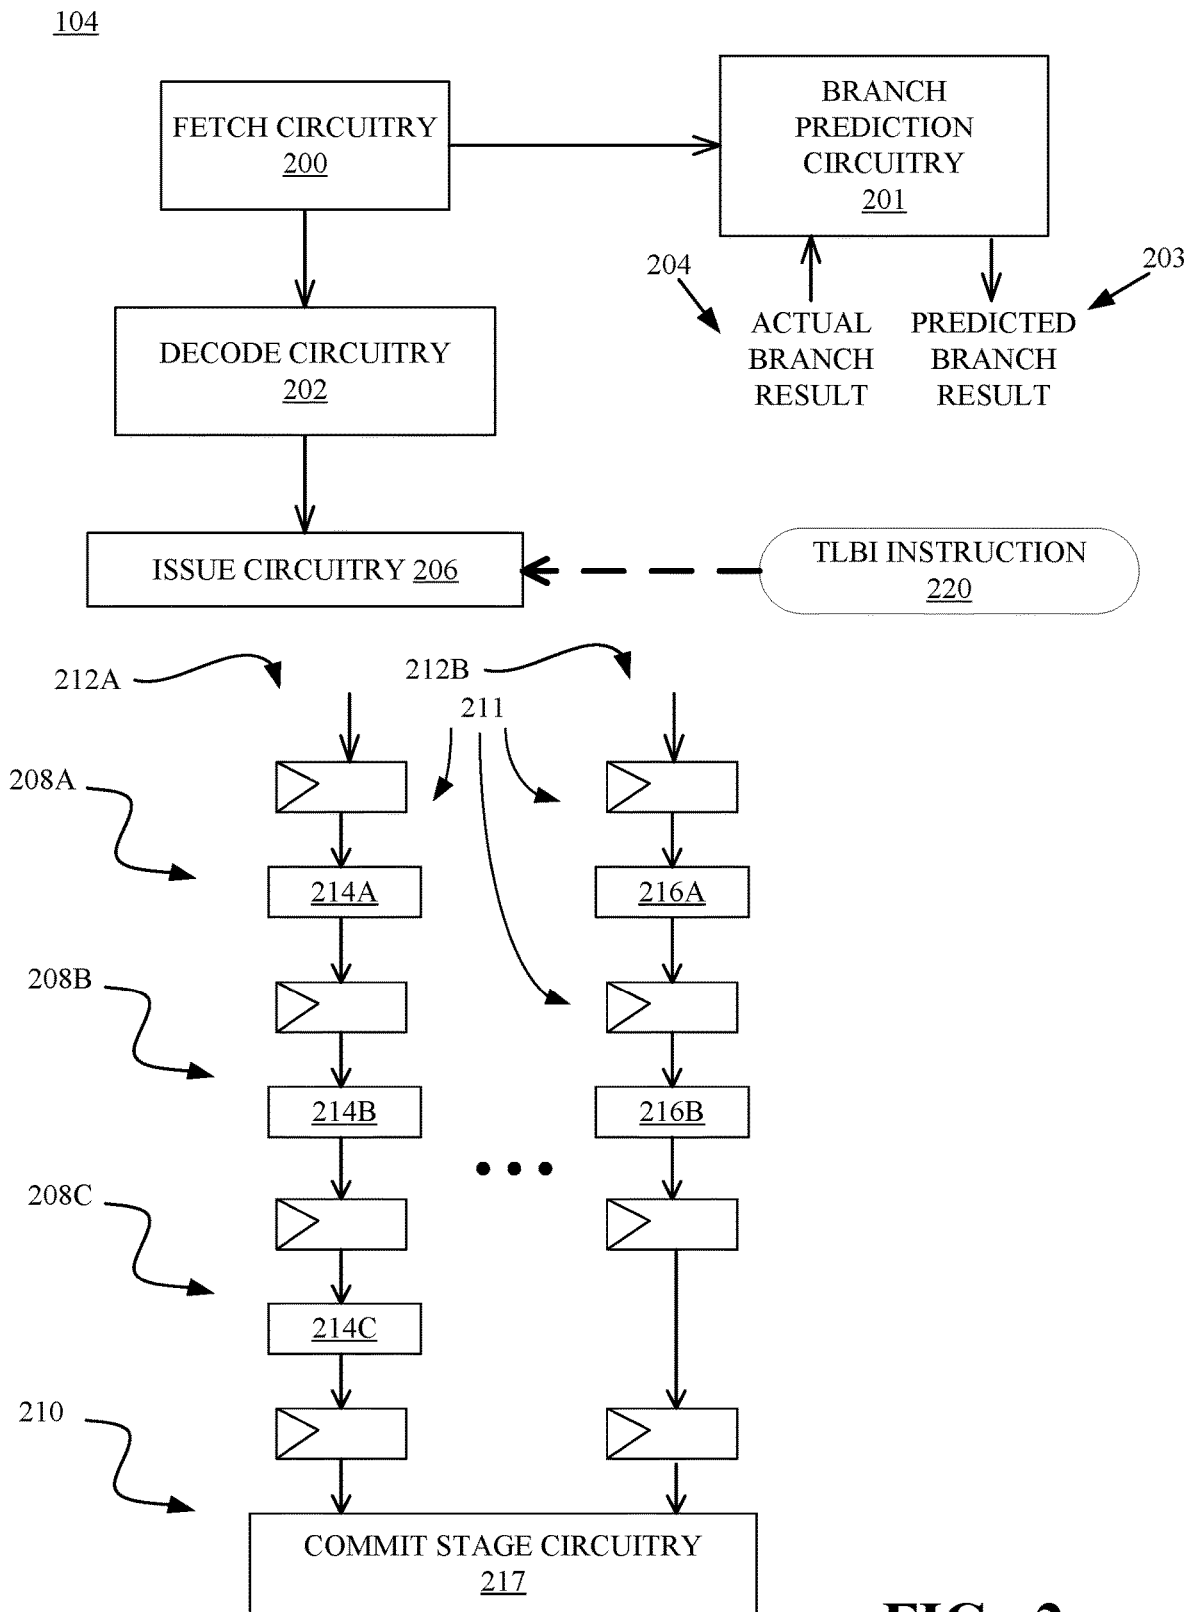 104
FETCH CIRCUITRY
200
BRANCH
PREDICTION
CIRCUITRY
201
204
203
ACTUAL
BRANCH
RESULT
PREDICTED
BRANCH
RESULT
DECODE CIRCUITRY
202
ISSUE CIRCUITRY 206
TLBI INSTRUCTION
220
212A
212B
211
208A
214A
216A
208B
214B
216B
208C
214C
210
COMMIT STAGE CIRCUITRY
217
FIG. 2